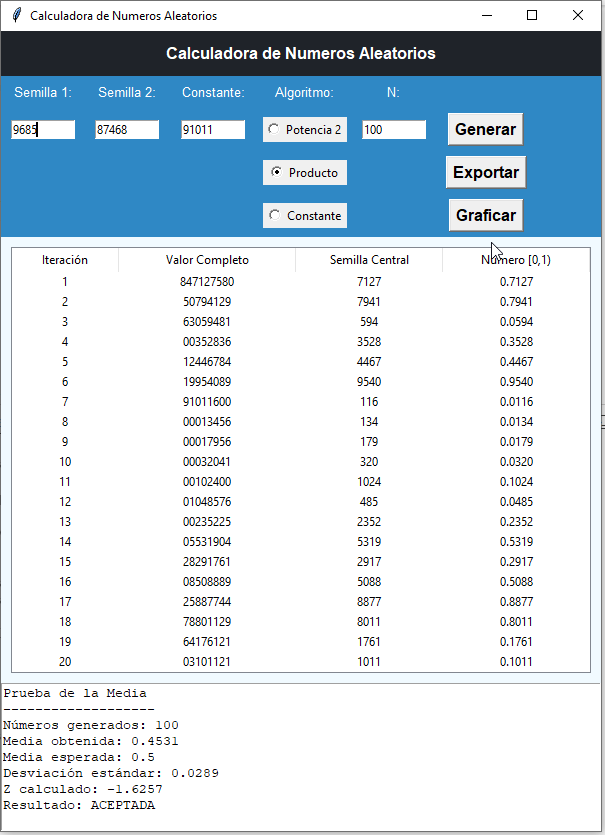 Calculadora de Numeros Aleatorios
Calculadora de Numeros Aleatorios
Semilla 1: Semilla 2: Constante: Algoritmo: N:
9685 87468 91011 Potencia 2 100 Generar
Producto Exportar
Constante Graficar
Iteración Valor Completo Semilla Central Número [0,1)
1 847127580 7127 0.7127
2 50794129 7941 0.7941
3 63059481 594 0.0594
4 00352836 3528 0.3528
5 12446784 4467 0.4467
6 19954089 9540 0.9540
7 91011600 116 0.0116
8 00013456 134 0.0134
9 00017956 179 0.0179
10 00032041 320 0.0320
11 00102400 1024 0.1024
12 01048576 485 0.0485
13 00235225 2352 0.2352
14 05531904 5319 0.5319
15 28291761 2917 0.2917
16 08508889 5088 0.5088
17 25887744 8877 0.8877
18 78801129 8011 0.8011
19 64176121 1761 0.1761
20 03101121 1011 0.1011
Prueba de la Media
-------------------
Números generados: 100
Media obtenida: 0.4531
Media esperada: 0.5
Desviación estándar: 0.0289
Z calculado: -1.6257
Resultado: ACEPTADA